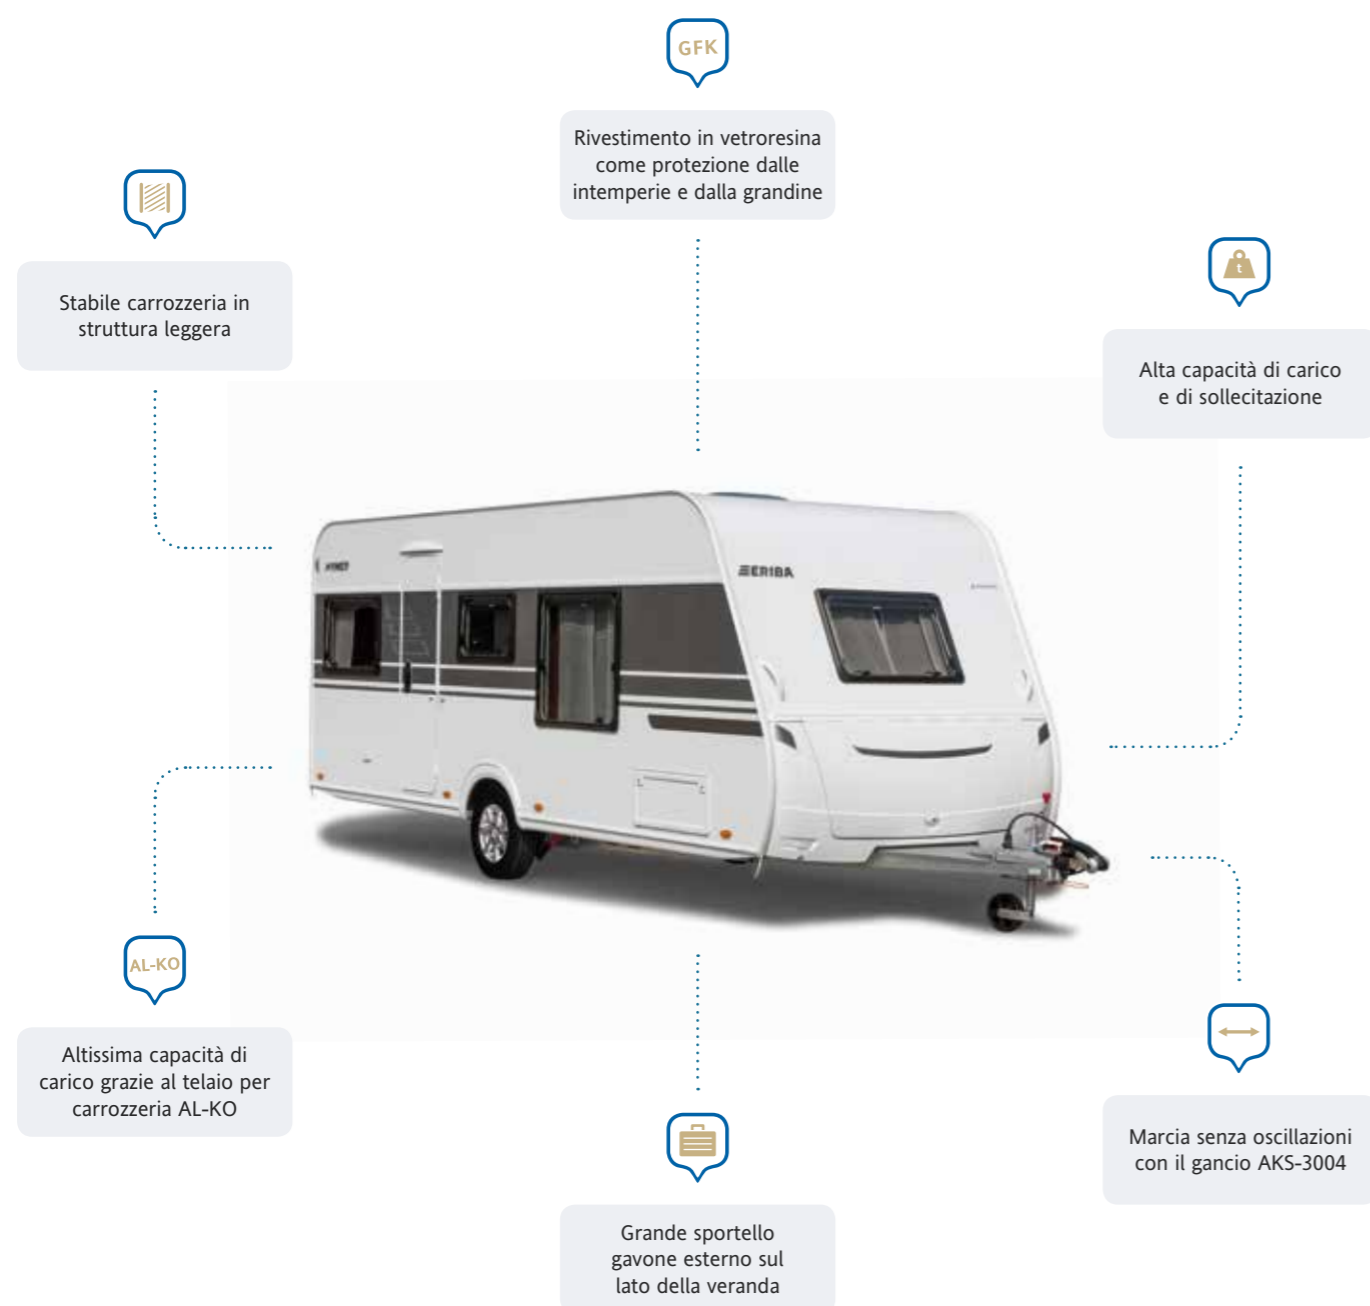 GFK
Rivestimento in vetroresina
come protezione dalle
intemperie e dalla grandine
Stabile carrozzeria in
struttura leggera
t
Alta capacità di carico
e di sollecitazione
ERIBA
AL-KO
Altissima capacità di
carico grazie al telaio per
carrozzeria AL-KO
Marcia senza oscillazioni
con il gancio AKS-3004
Grande sportello
gavone esterno sul
lato della veranda